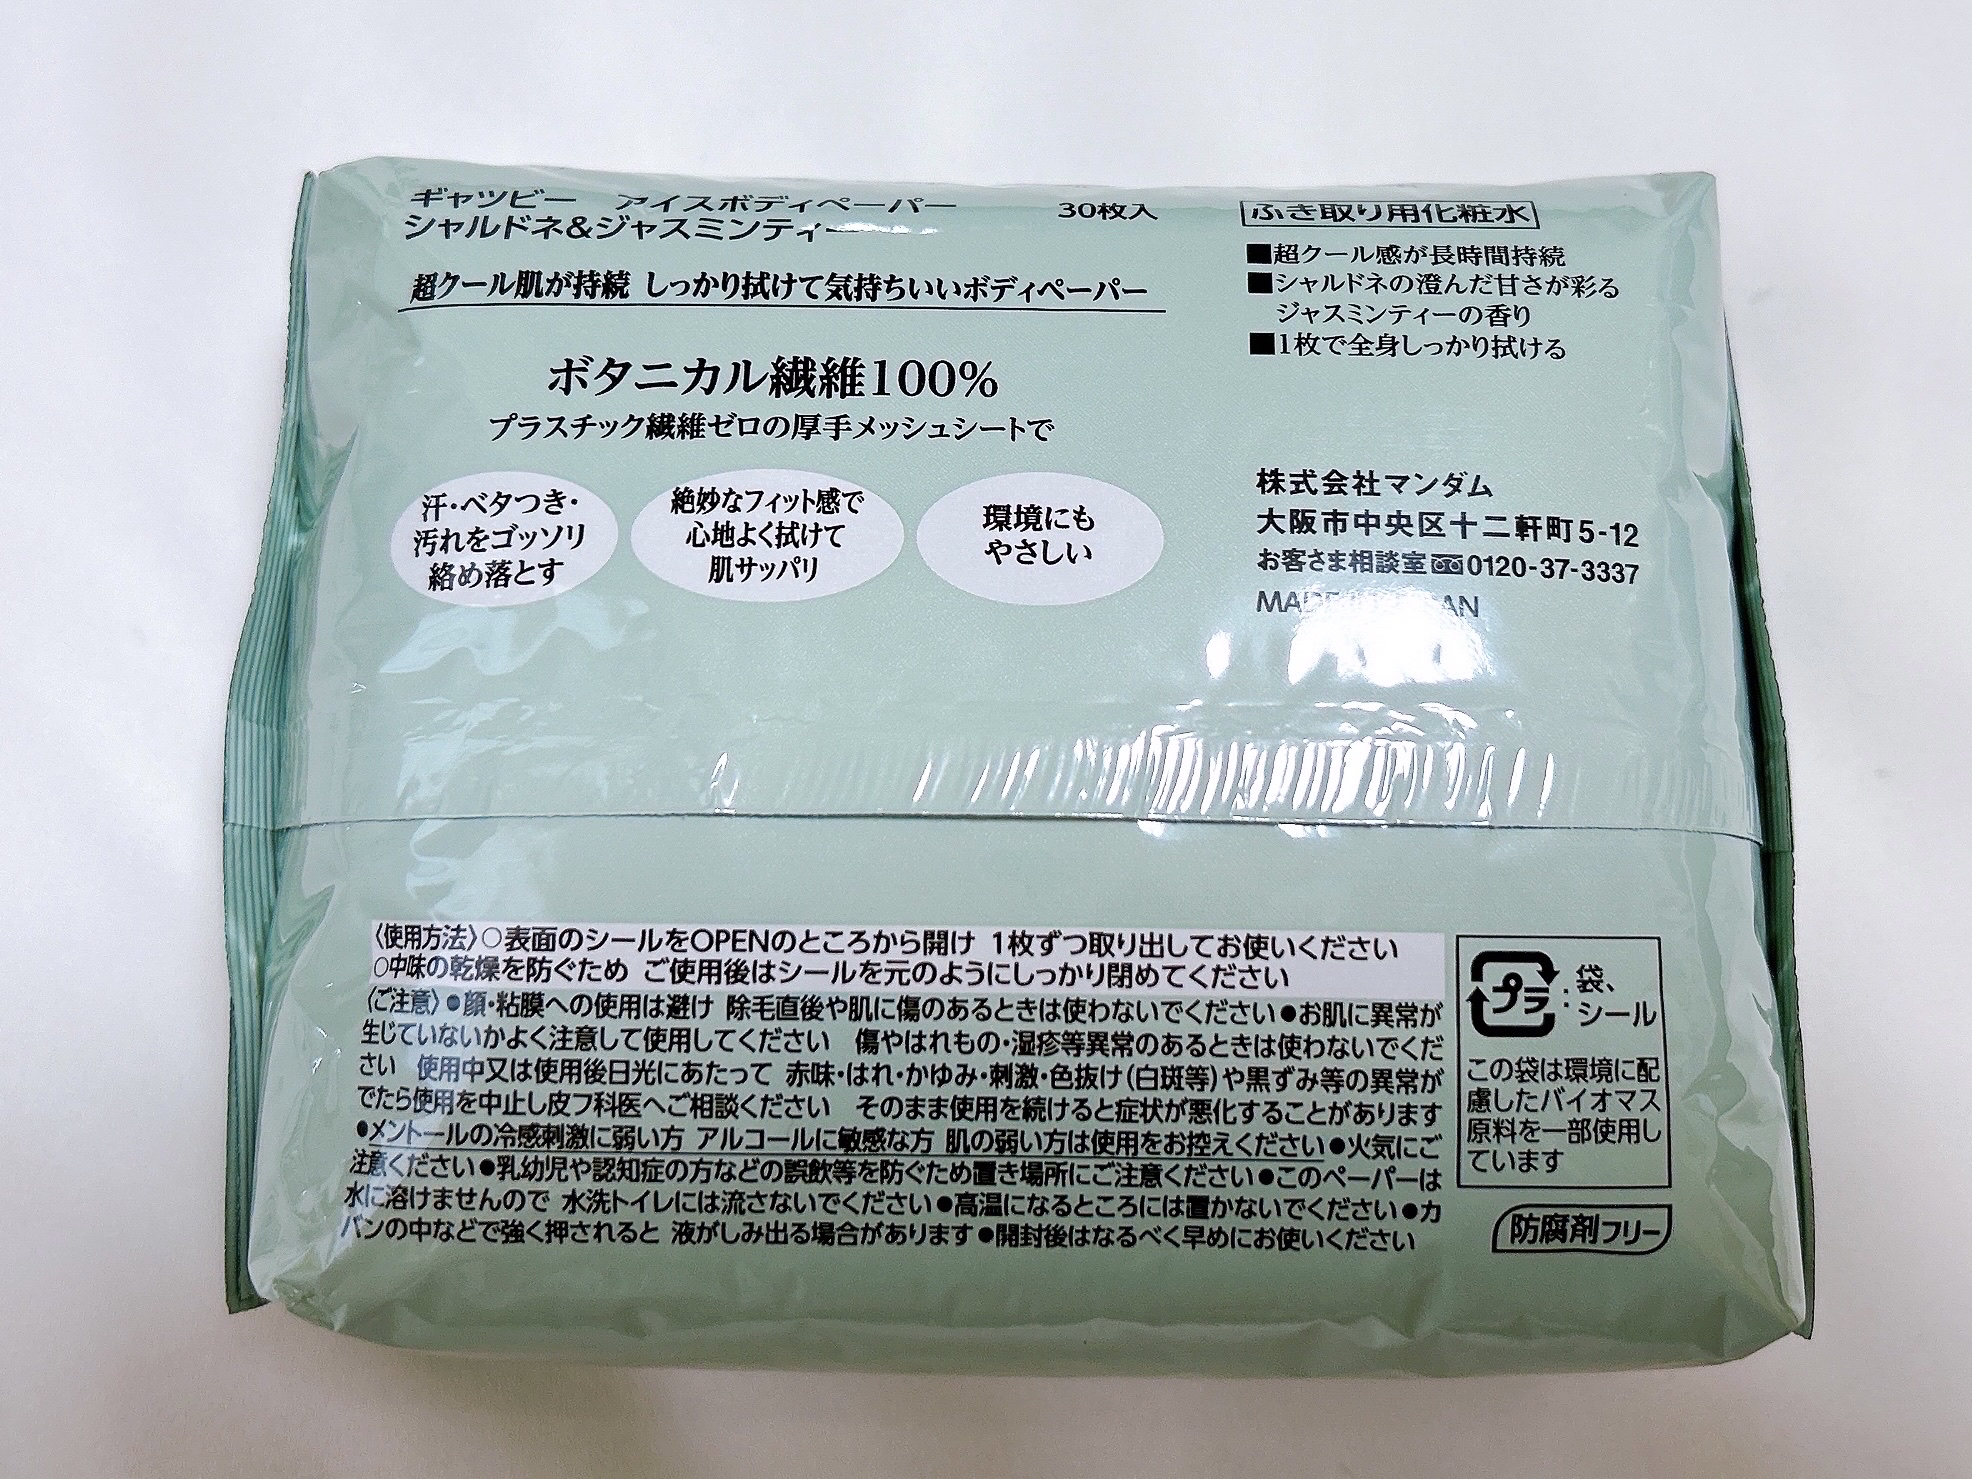 ギャツビー　アイスボディペーパー　30枚入
シャルドネ&ジャスミンティー
超クール肌が持続 しっかり拭けて気持ちいいボディペーパー
ボタニカル繊維100%
プラスチック繊維ゼロの厚手メッシュシートで
汗・ベタつき・
汚れをゴッソリ
絡め落とす
絶妙なフィット感で
心地よく拭けて
肌サッパリ
環境にも
やさしい
ふき取り用化粧水
■超クール感が長時間持続
■シャルドネの澄んだ甘さが彩る
ジャスミンティーの香り
■1枚で全身しっかり拭ける
株式会社マンダム
大阪市中央区十二軒町5-12
お客さま相談室 0120-37-3337
MADE IN JAPAN
〈使用方法〉○表面のシールをOPENのところから開け 1枚ずつ取り出してお使いください
○中味の乾燥を防ぐため ご使用後はシールを元のようにしっかり閉めてください
〈ご注意〉●顔・粘膜への使用は避け 除毛直後や肌に傷のあるときは使わないでください●お肌に異常が
生じていないかよく注意して使用してください　傷やはれもの・湿疹等異常のあるときは使わないでくだ
さい　使用中又は使用後日光にあたって 赤味・はれ・かゆみ・刺激・色抜け(白斑等)や黒ずみ等の異常が
でたら使用を中止し皮フ科医へご相談ください　そのまま使用を続けると症状が悪化することがあります
●メントールの冷感刺激に弱い方 アルコールに敏感な方 肌の弱い方は使用をお控えください●火気にご
注意ください●乳幼児や認知症の方などの誤飲等を防ぐため置き場所にご注意ください●このペーパーは
水に溶けませんので 水洗トイレには流さないでください●高温になるところには置かないでください●カ
バンの中などで強く押されると 液がしみ出る場合があります●開封後はなるべく早めにお使いください
プラ：袋、
シール
この袋は環境に配
慮したバイオマス
原料を一部使用し
ています
防腐剤フリー